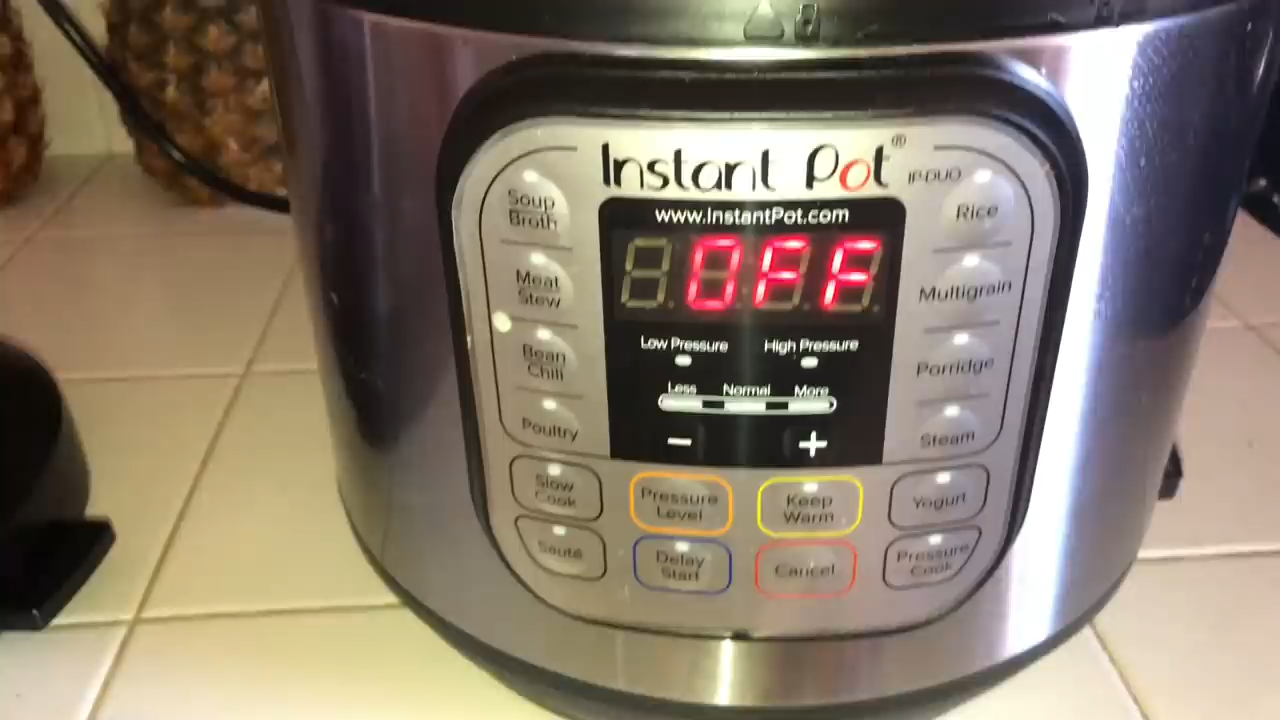 Instant Pot®
IP-DUO
www.InstantPot.com
OFF
Soup
Broth
Meat
Stew
Bean
Chili
Poultry
Slow
Cook
Sauté
Low Pressure
High Pressure
Less
Normal
More
−
+
Pressure
Level
Keep
Warm
Delay
Start
Cancel
Rice
Multigrain
Porridge
Steam
Yogurt
Pressure
Cook